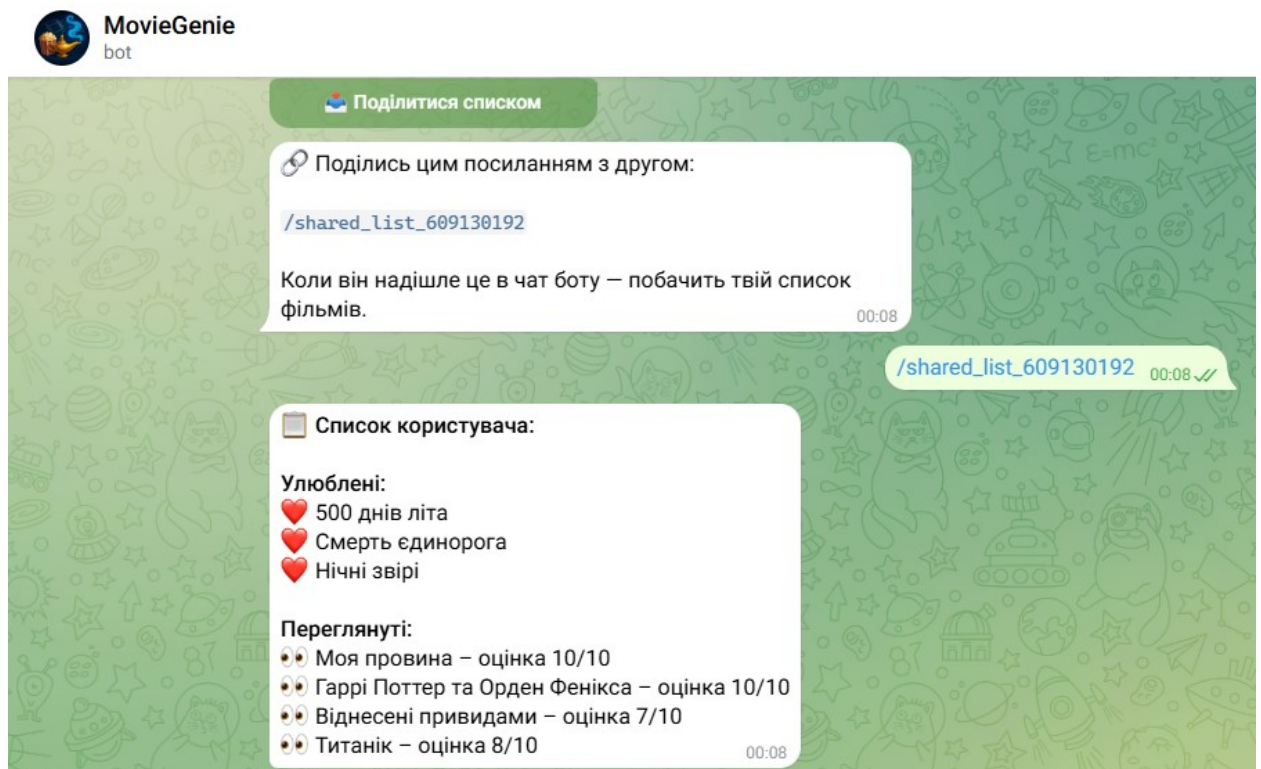 MovieGenie
bot
Поділитися списком
Поділись цим посиланням з другом:
/shared_list_609130192
Коли він надішле це в чат боту — побачить твій список
фільмів.
00:08
/shared_list_609130192 00:08
Список користувача:
Улюблені:
500 днів літа
Смерть єдинорога
Нічні звірі
Переглянуті:
Моя провина – оцінка 10/10
Гаррі Поттер та Орден Фенікса – оцінка 10/10
Віднесені привидами – оцінка 7/10
Титанік – оцінка 8/10
00:08
E=mc²